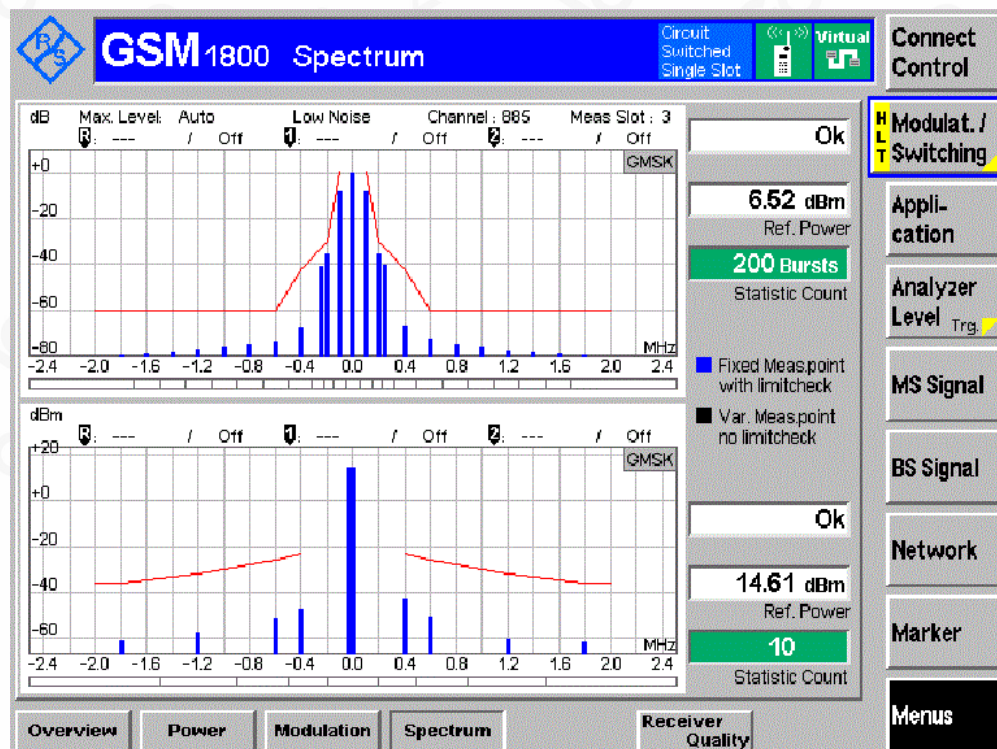 R/S
GSM 1800 Spectrum
Circuit Switched Single Slot
Virtual
Connect Control
dB Max. Level: Auto Low Noise Channel : 885 Meas Slot : 3
R: --- / Off 1: --- / Off 2: --- / Off
GMSK
+0
-20
-40
-60
-80
MHz
-2.4 -2.0 -1.6 -1.2 -0.8 -0.4 0.0 0.4 0.8 1.2 1.6 2.0 2.4
Ok
6.52 dBm
Ref. Power
200 Bursts
Statistic Count
Fixed Meas.point
with limitcheck
Var. Meas.point
no limitcheck
dBm
R: --- / Off 1: --- / Off 2: --- / Off
GMSK
+20
+0
-20
-40
-60
MHz
-2.4 -2.0 -1.6 -1.2 -0.8 -0.4 0.0 0.4 0.8 1.2 1.6 2.0 2.4
Ok
14.61 dBm
Ref. Power
10
Statistic Count
HLT
Modulat. /
Switching
Appli-
cation
Analyzer
Level Trg.
MS Signal
BS Signal
Network
Marker
Menus
Overview
Power
Modulation
Spectrum
Receiver
Quality